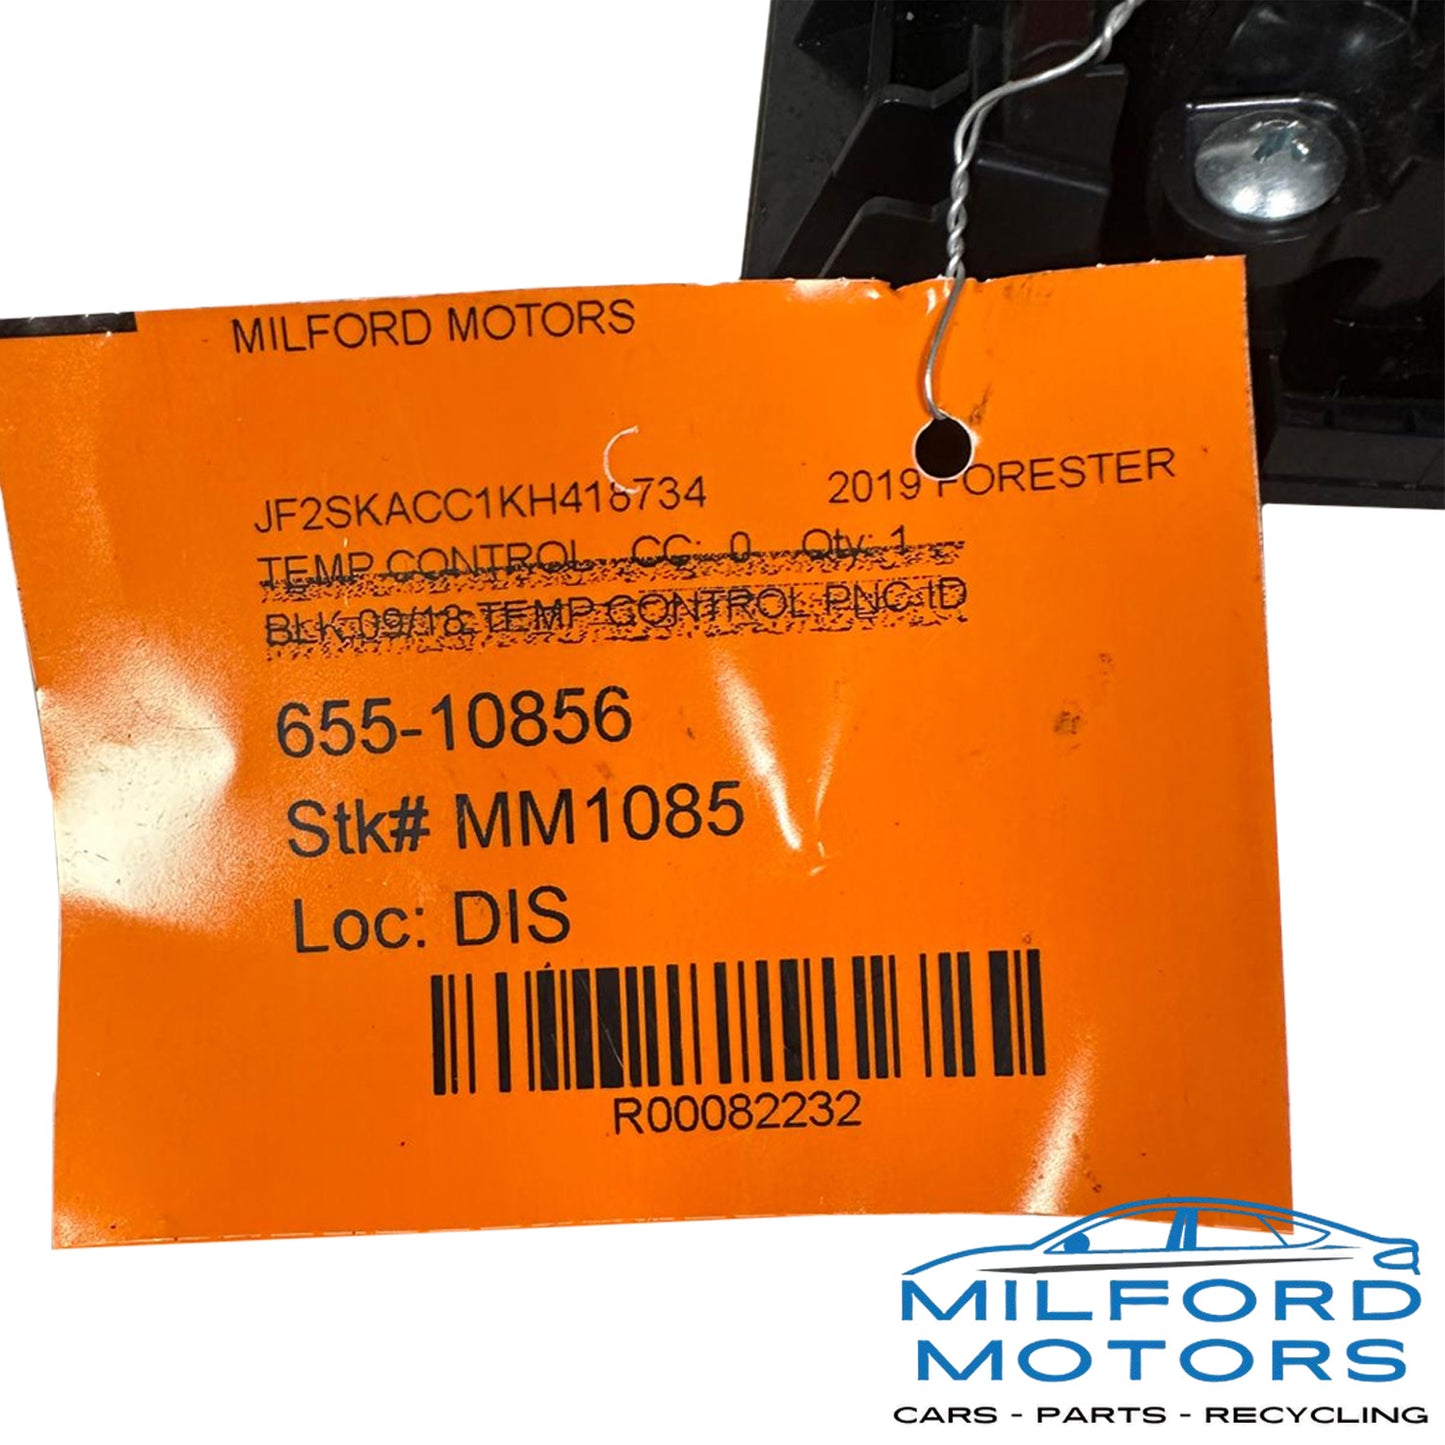 MILFORD MOTORS
JF2SKACC1KH418734 2019 FORESTER
TEMP CONTROL CC: 0 Qty: 1
BLK 09/18, TEMP CONTROL PNC ID
655-10856
Stk# MM1085
Loc: DIS
R00082232
MILFORD
MOTORS
CARS - PARTS - RECYCLING